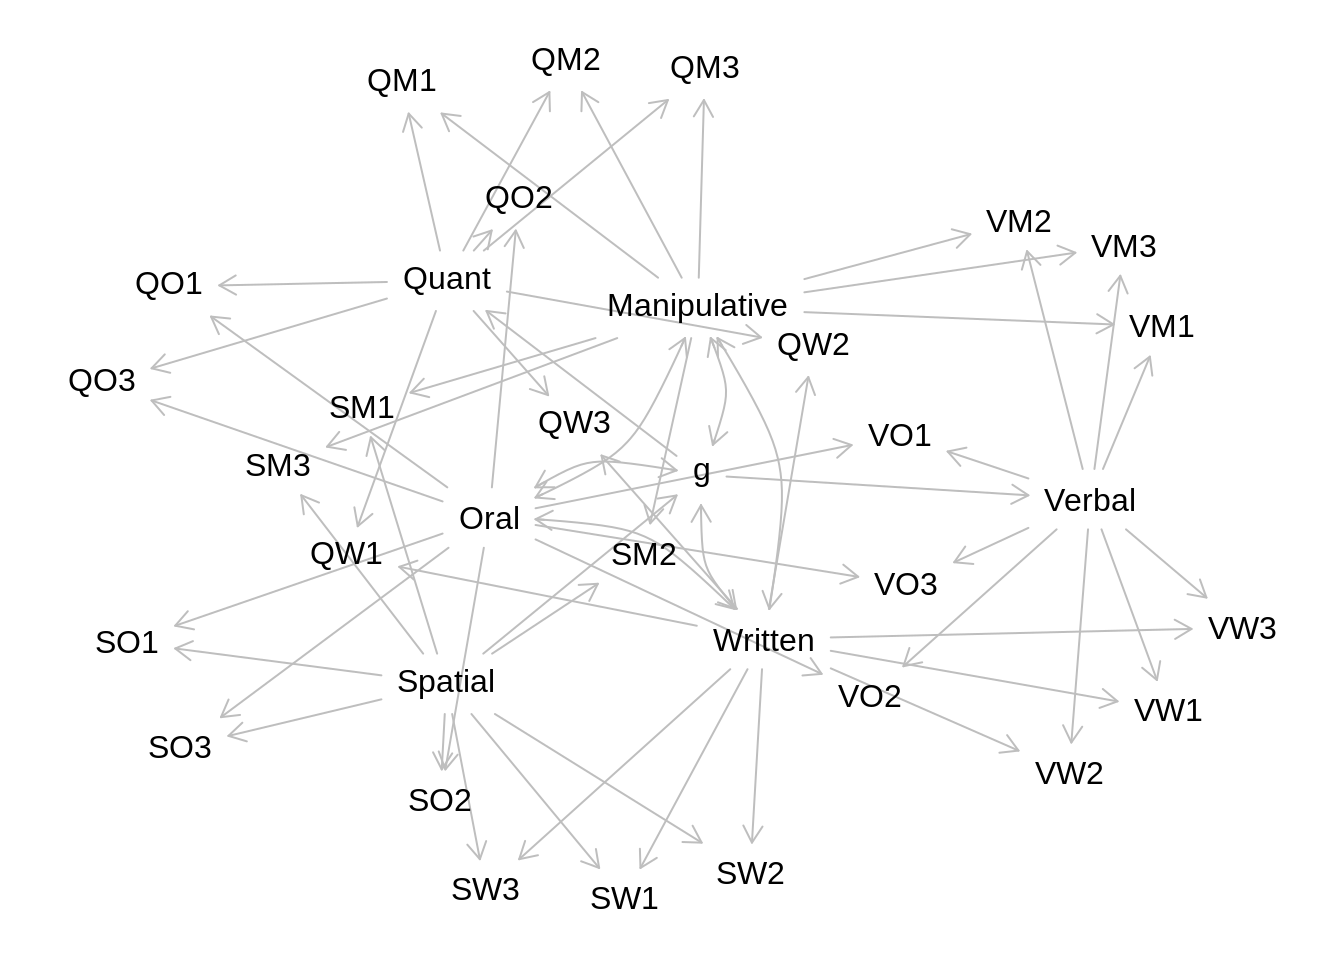 QM2
QM3
QM1
QO2
VM2
VM3
Quant
QO1
Manipulative
VM1
QW2
QO3
SM1
QW3
VO1
SM3
g
Verbal
Oral
QW1
SM2
VO3
VW3
SO1
Written
Spatial
VO2
VW1
SO3
VW2
SO2
SW2
SW3
SW1